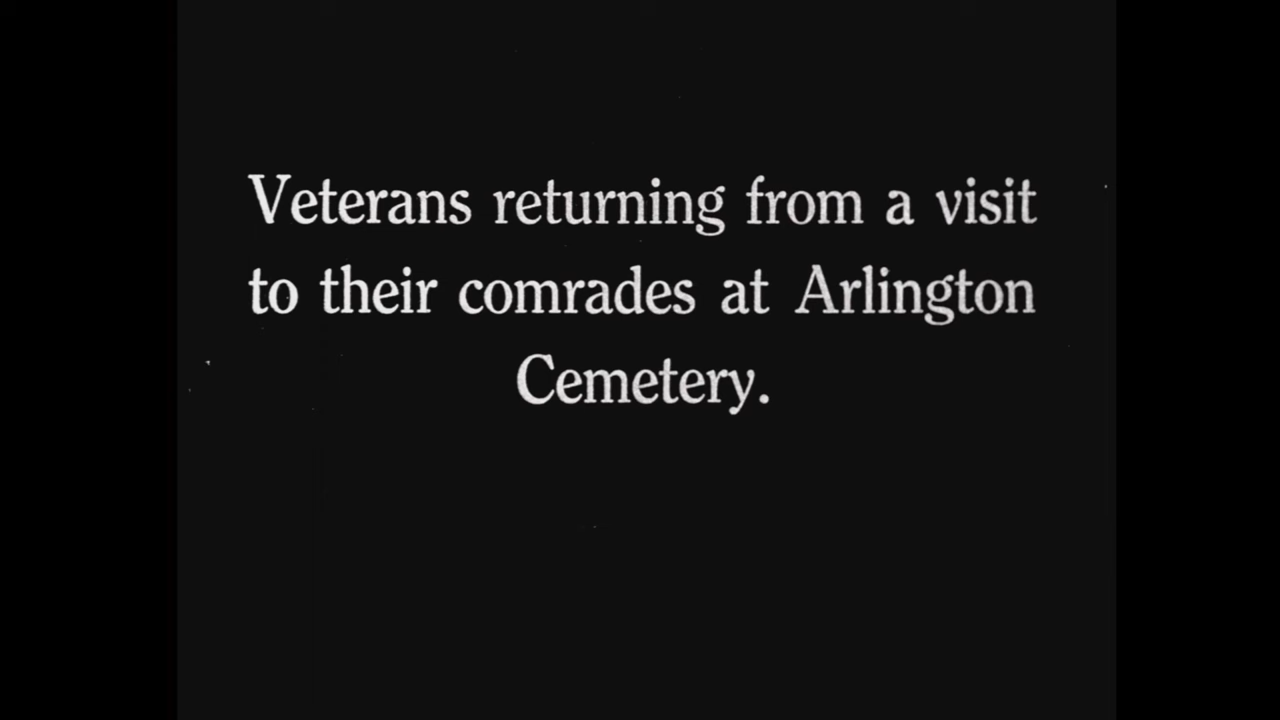 Veterans returning from a visit
to their comrades at Arlington
Cemetery.